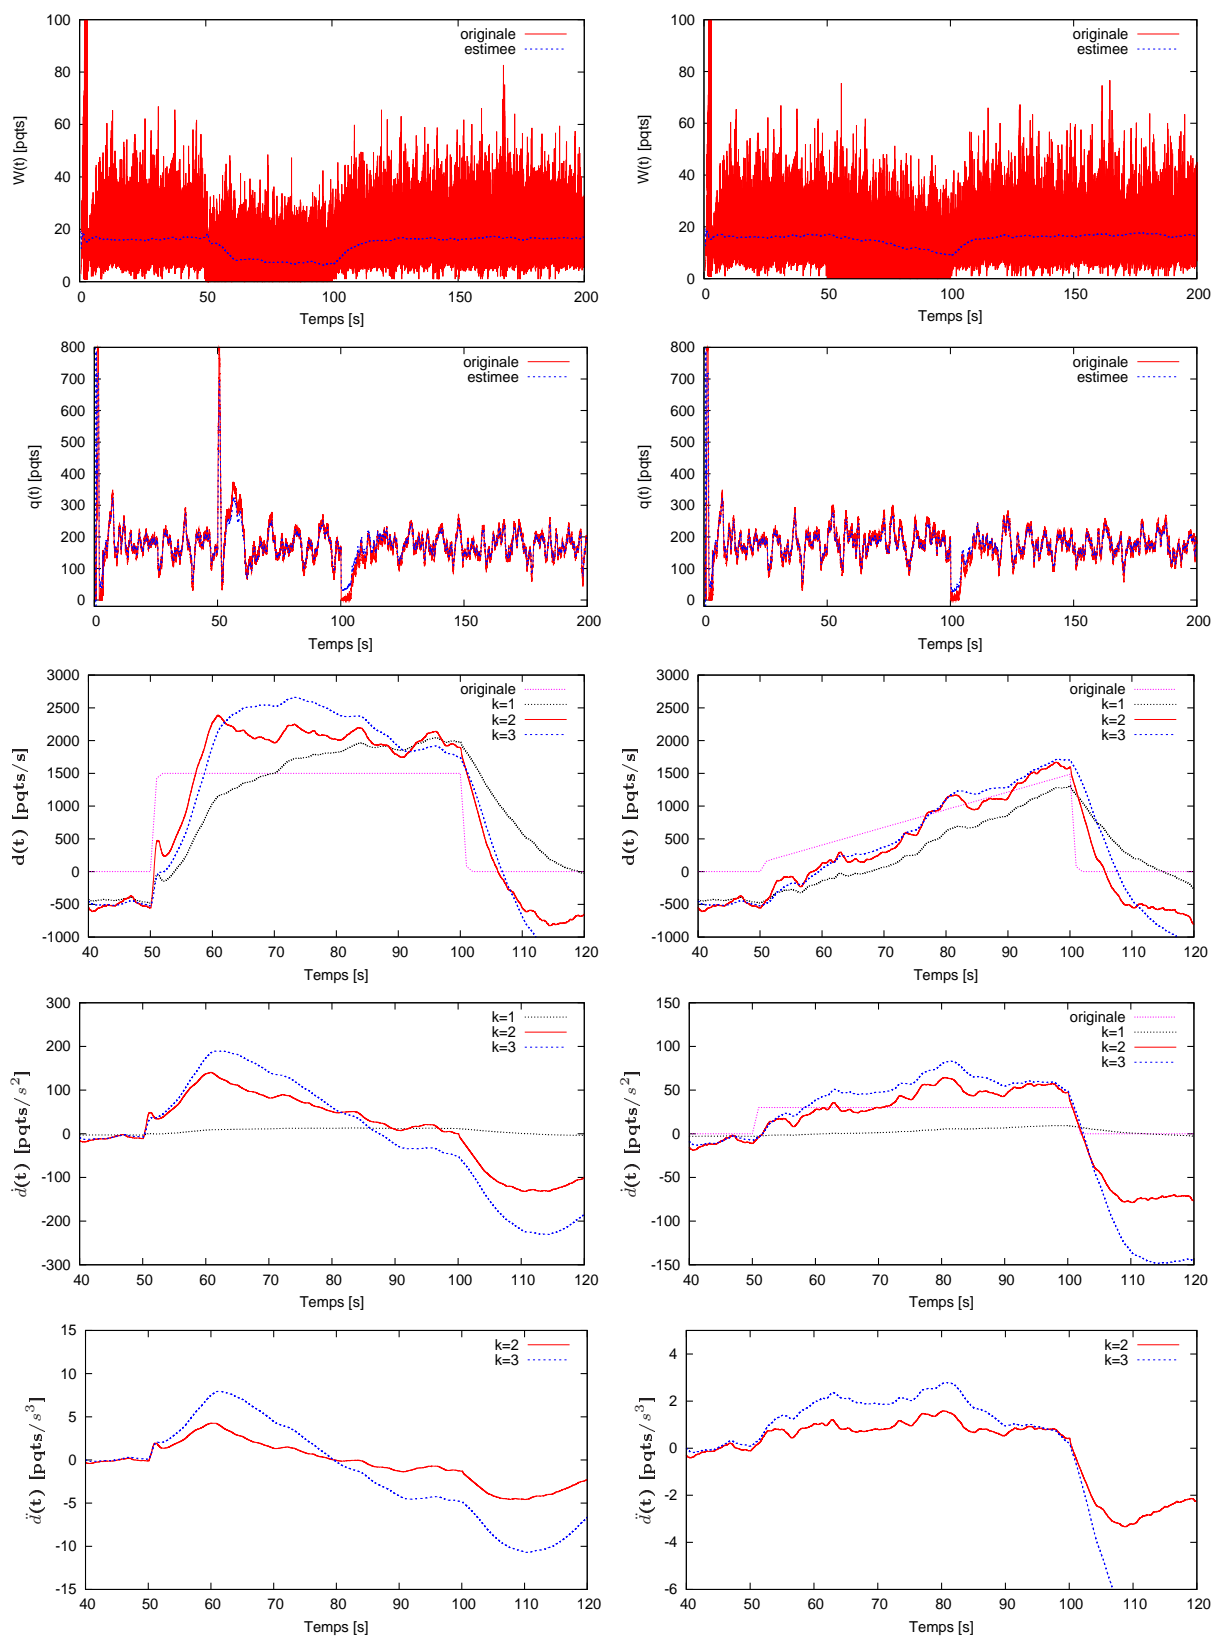 originale
estimee
100
80
60
40
20
0
W(t) [pqts]
0 50 100 150 200
Temps [s]
originale
estimee
100
80
60
40
20
0
W(t) [pqts]
0 50 100 150 200
Temps [s]
originale
estimee
800
700
600
500
400
300
200
100
0
q(t) [pqts]
0 50 100 150 200
Temps [s]
originale
estimee
800
700
600
500
400
300
200
100
0
q(t) [pqts]
0 50 100 150 200
Temps [s]
originale
k=1
k=2
k=3
3000
2500
2000
1500
1000
500
0
-500
-1000
d(t) [pqts/s]
40 50 60 70 80 90 100 110 120
Temps [s]
originale
k=1
k=2
k=3
3000
2500
2000
1500
1000
500
0
-500
-1000
d(t) [pqts/s]
40 50 60 70 80 90 100 110 120
Temps [s]
k=1
k=2
k=3
300
200
100
0
-100
-200
-300
ḋ(t) [pqts/s²]
40 50 60 70 80 90 100 110 120
Temps [s]
originale
k=1
k=2
k=3
150
100
50
0
-50
-100
-150
ḋ(t) [pqts/s²]
40 50 60 70 80 90 100 110 120
Temps [s]
k=2
k=3
15
10
5
0
-5
-10
-15
d̈(t) [pqts/s³]
40 50 60 70 80 90 100 110 120
Temps [s]
k=2
k=3
4
2
0
-2
-4
-6
d̈(t) [pqts/s³]
40 50 60 70 80 90 100 110 120
Temps [s]